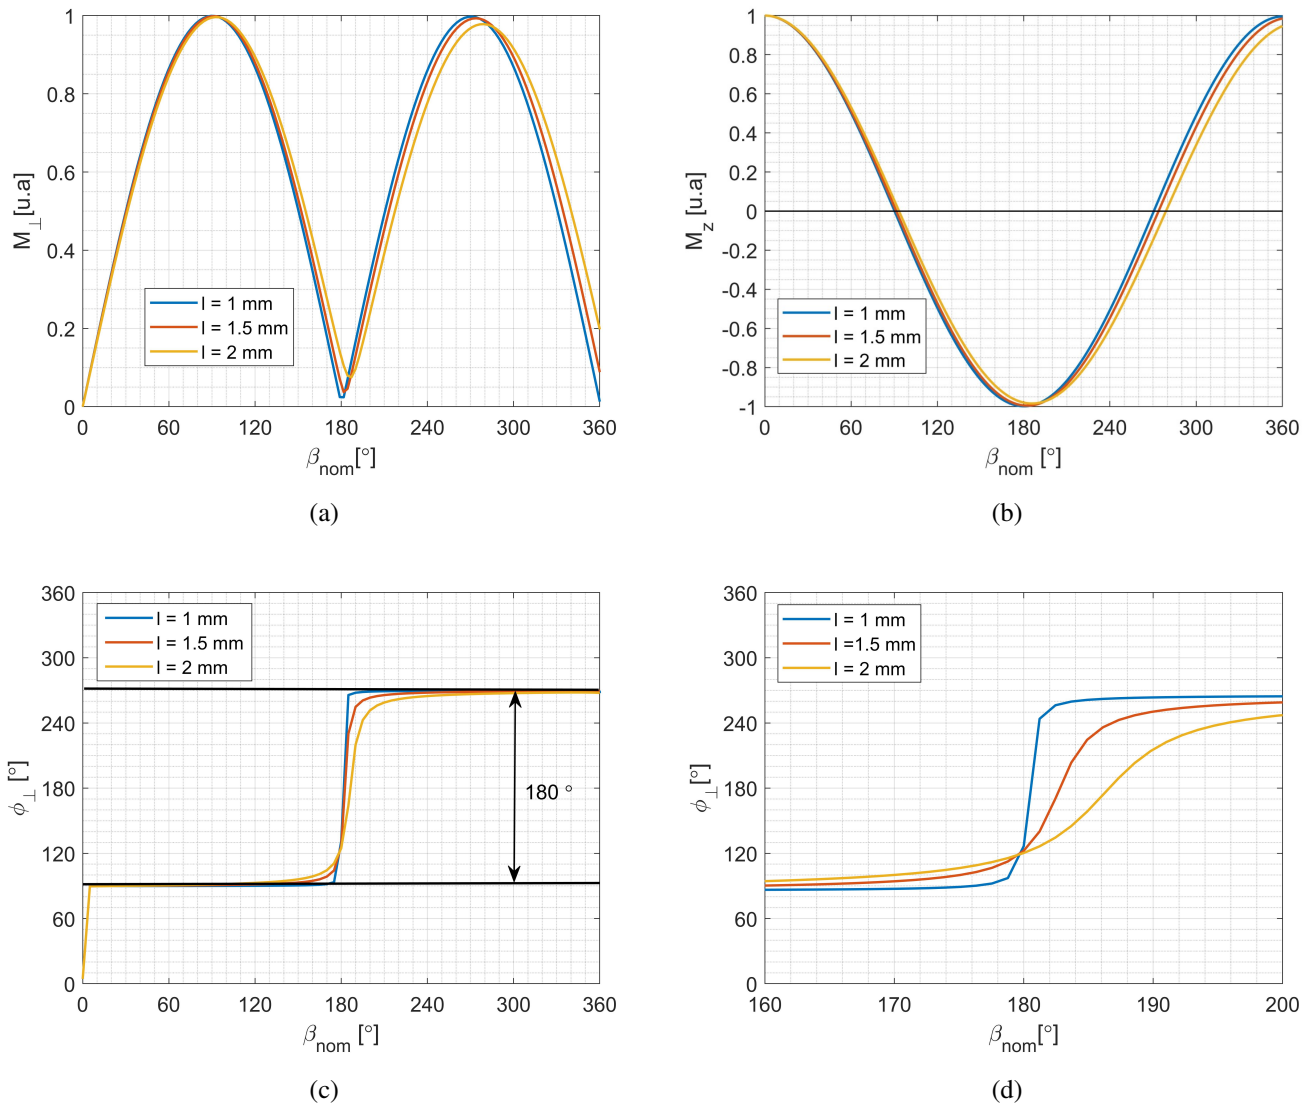 1
0.8
0.6
0.4
0.2
0
M⊥[u.a]
l = 1 mm
l = 1.5 mm
l = 2 mm
0 60 120 180 240 300 360
βnom[°]
(a)
1
0.8
0.6
0.4
0.2
0
-0.2
-0.4
-0.6
-0.8
-1
Mz [u.a]
l = 1 mm
l = 1.5 mm
l = 2 mm
0 60 120 180 240 300 360
βnom [°]
(b)
360
300
240
180
120
60
0
ϕ⊥ [°]
l = 1 mm
l = 1.5 mm
l = 2 mm
180 °
0 60 120 180 240 300 360
βnom [°]
(c)
360
300
240
180
120
60
0
ϕ⊥ [°]
l = 1 mm
l =1.5 mm
l = 2 mm
160 170 180 190 200
βnom [°]
(d)